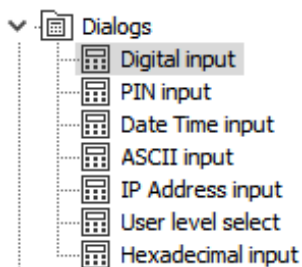 Dialogs
Digital input
PIN input
Date Time input
ASCII input
IP Address input
User level select
Hexadecimal input